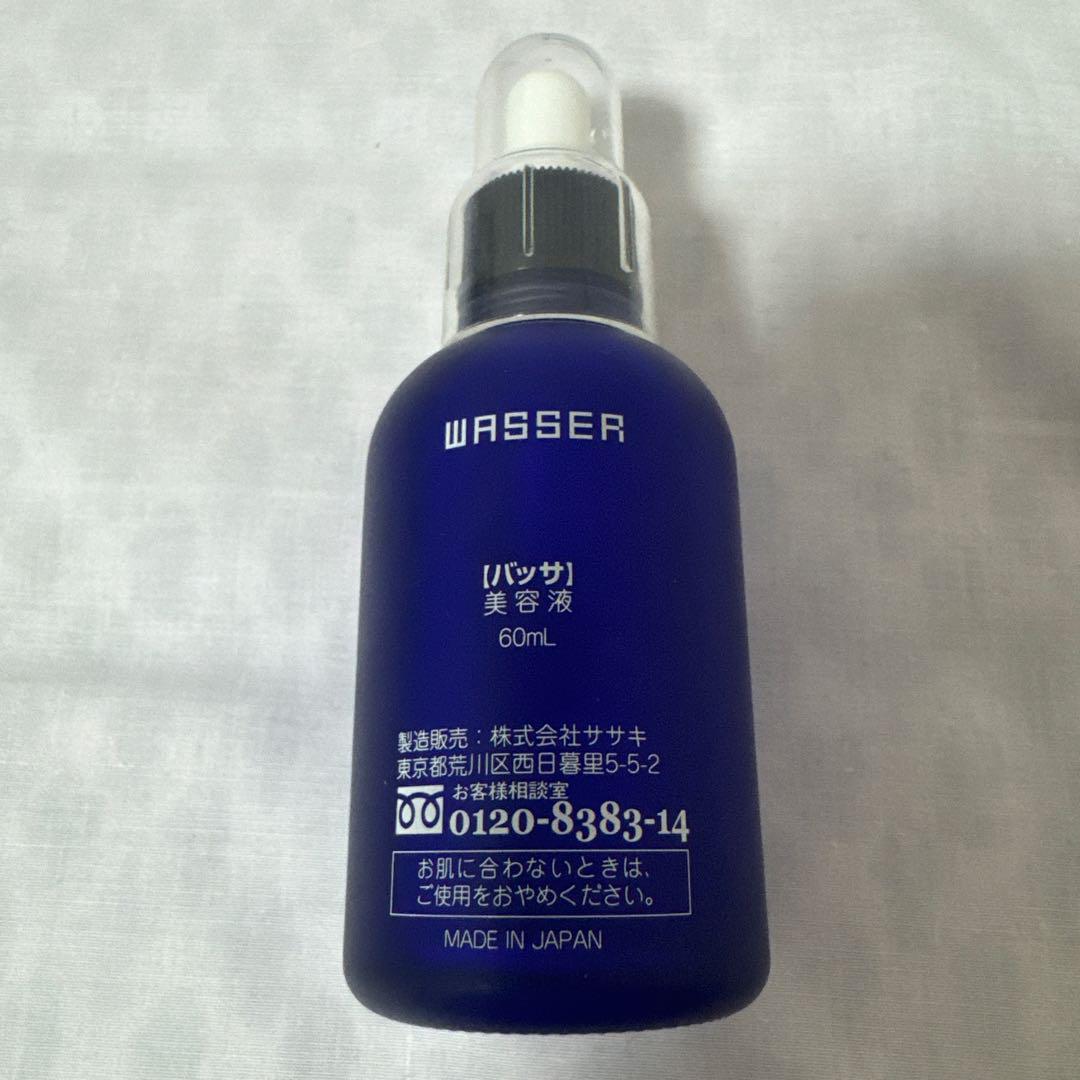 WASSER
【バッサ】
美容液
60mL
製造販売：株式会社ササキ
東京都荒川区西日暮里5-5-2
お客様相談室
0120-8383-14
お肌に合わないときは、
ご使用をおやめください。
MADE IN JAPAN